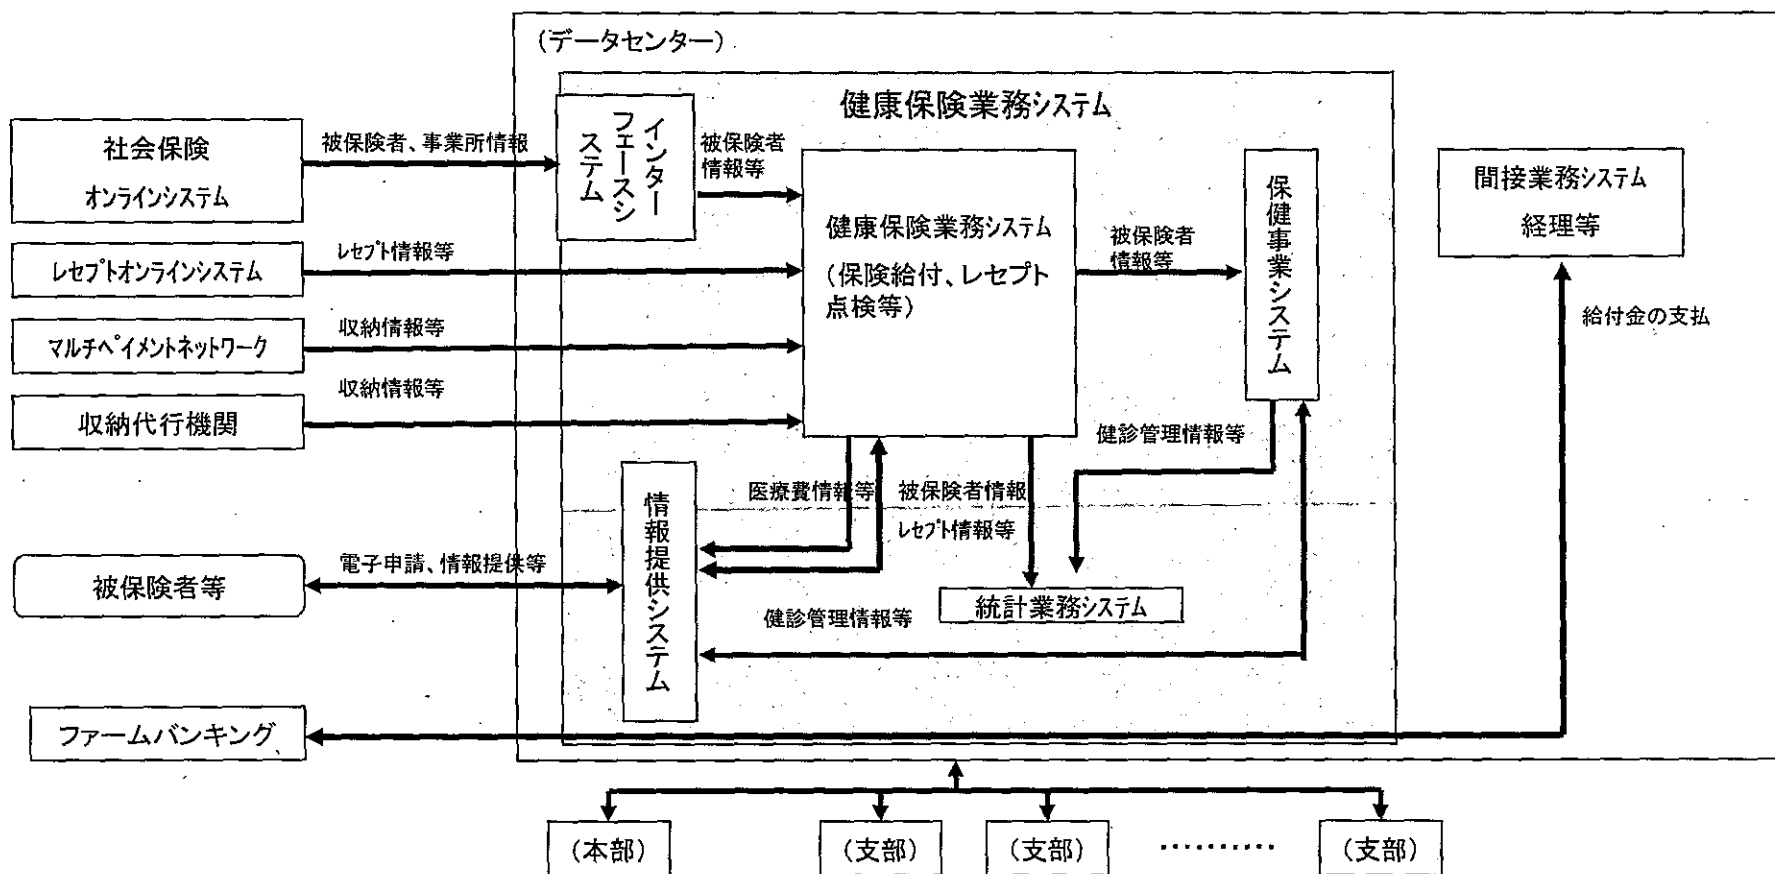 (データセンター)
健康保険業務システム
社会保険
オンラインシステム
被保険者、事業所情報
インター
フェースシ
ステム
被保険者
情報等
健康保険業務システム
(保険給付、レセプト
点検等)
被保険者
情報等
保健事業システム
間接業務システム
経理等
レセプトオンラインシステム
レセプト情報等
マルチペイメントネットワーク
収納情報等
収納代行機関
収納情報等
給付金の支払
健診管理情報等
医療費情報等
被保険者情報
レセプト情報等
情報提供システム
被保険者等
電子申請、情報提供等
統計業務システム
健診管理情報等
ファームバンキング
(本部)
(支部)
(支部)
………
(支部)